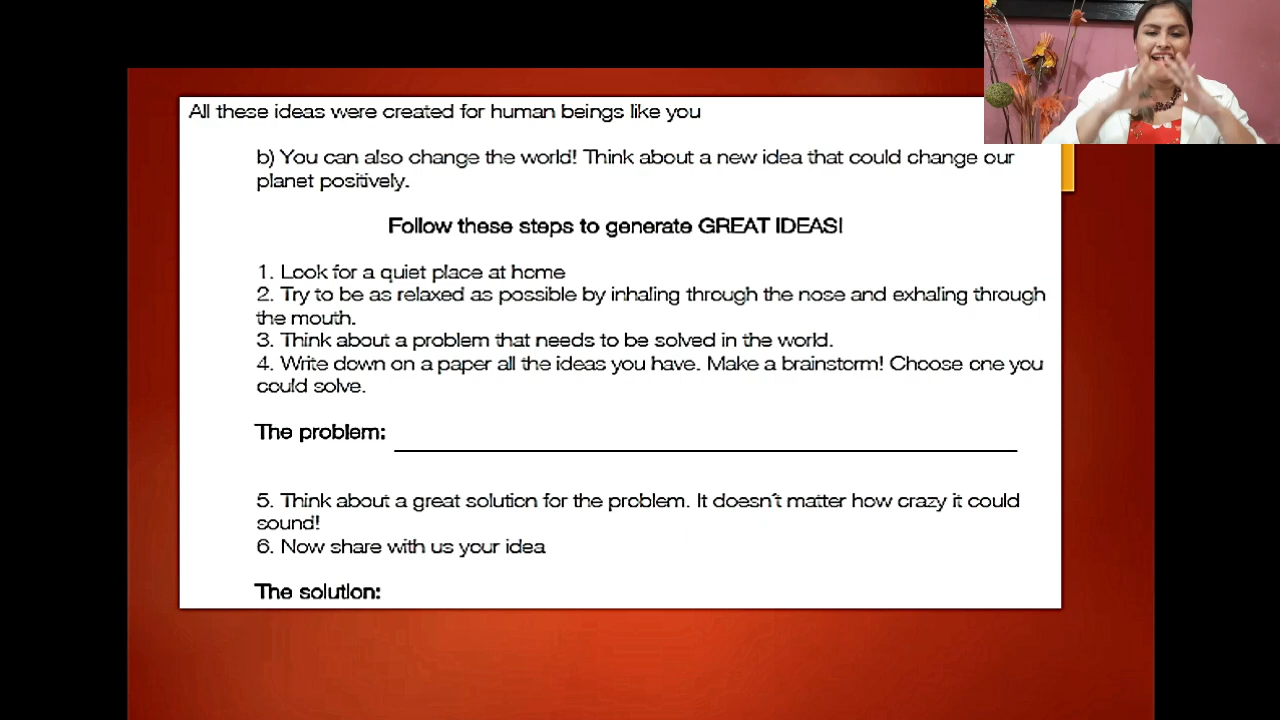 All these ideas were created for human beings like you
b) You can also change the world! Think about a new idea that could change our
planet positively.
Follow these steps to generate GREAT IDEAS!
1. Look for a quiet place at home
2. Try to be as relaxed as possible by inhaling through the nose and exhaling through
the mouth.
3. Think about a problem that needs to be solved in the world.
4. Write down on a paper all the ideas you have. Make a brainstorm! Choose one you
could solve.
The problem:
5. Think about a great solution for the problem. It doesn´t matter how crazy it could
sound!
6. Now share with us your idea
The solution: